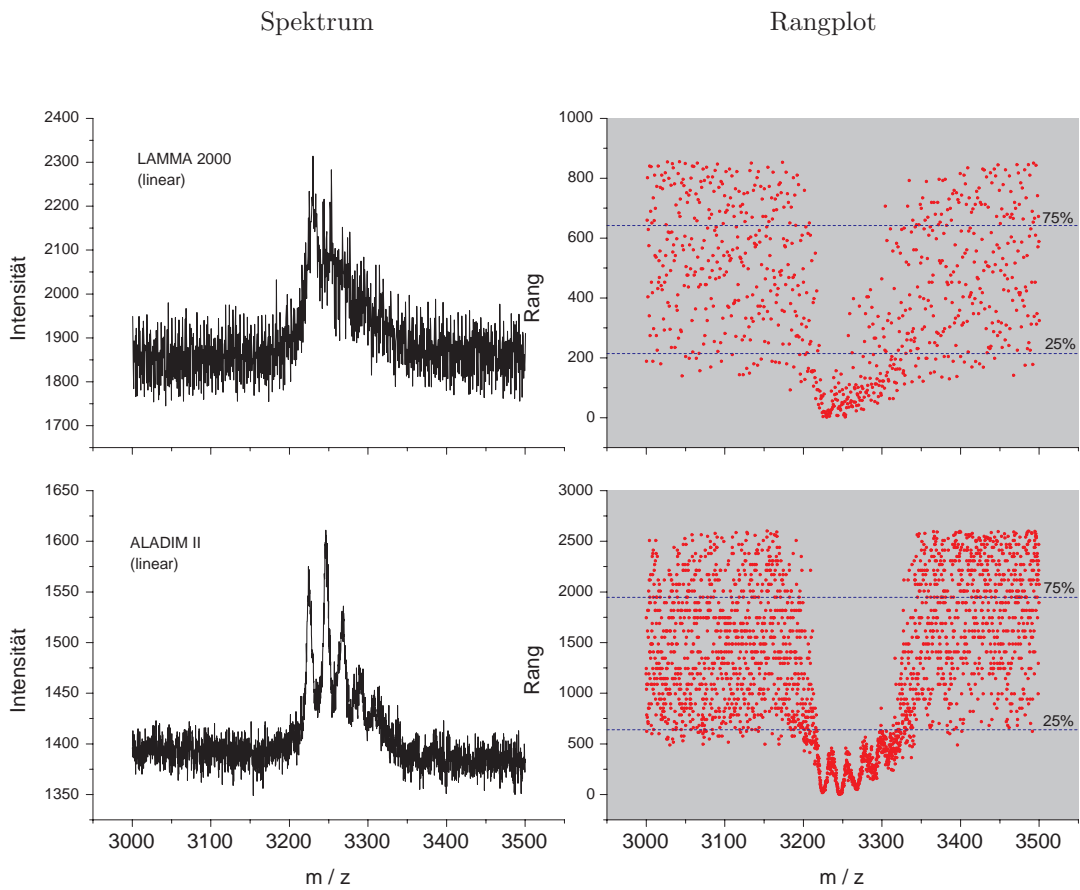 Spektrum
Rangplot
2400
2300
2200
2100
2000
1900
1800
1700
Intensität
LAMMA 2000
(linear)
1000
800
600
400
200
0
Rang
75%
25%
1650
1600
1550
1500
1450
1400
1350
Intensität
ALADIM II
(linear)
3000 3100 3200 3300 3400 3500
m / z
3000
2500
2000
1500
1000
500
0
Rang
75%
25%
3000 3100 3200 3300 3400 3500
m / z